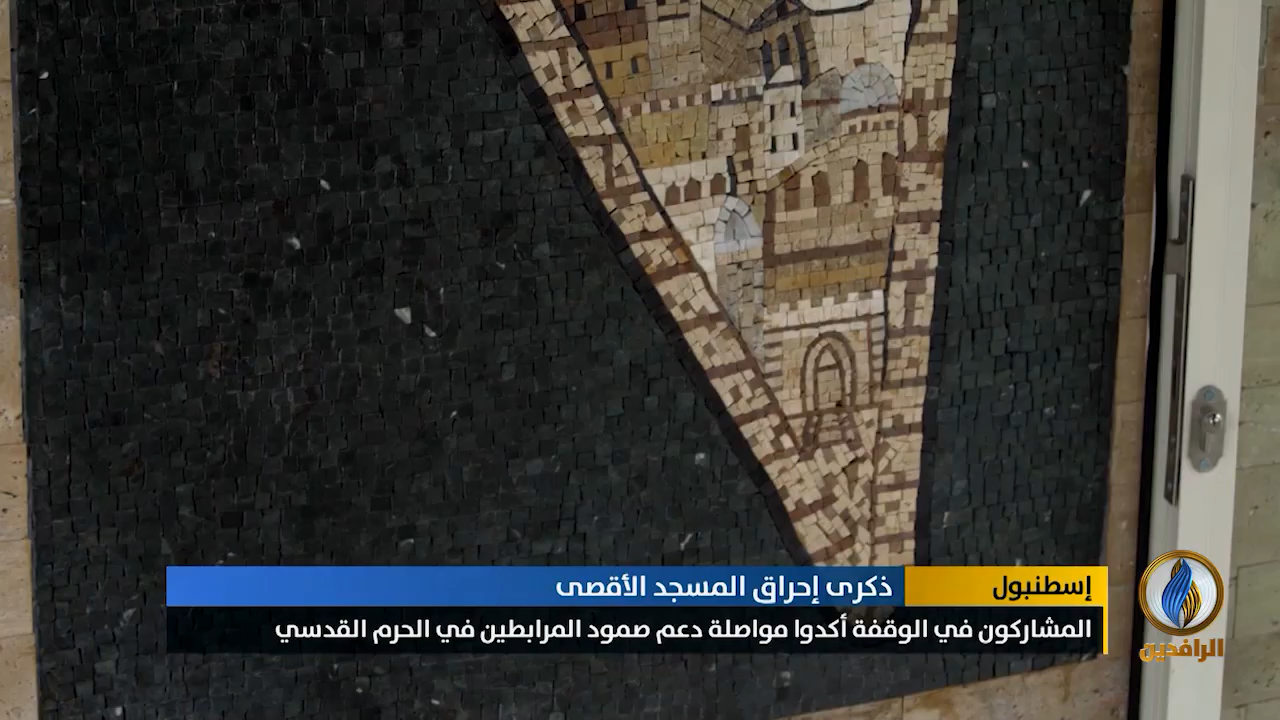 إسطنبول
ذكرى إحراق المسجد الأقصى
المشاركون في الوقفة أكدوا مواصلة دعم صمود المرابطين في الحرم القدسي
الرافدين